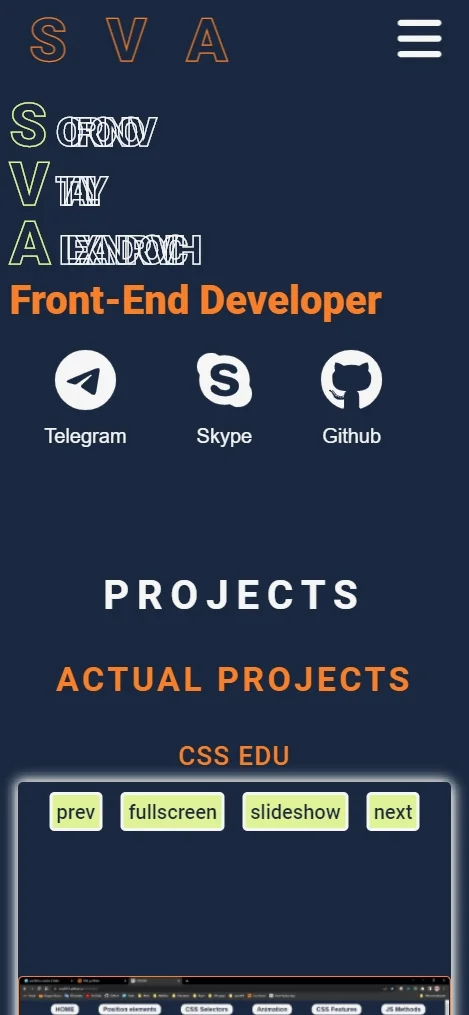 S V A
S
V
A
Front-End Developer
Telegram Skype Github
PROJECTS
ACTUAL PROJECTS
CSS EDU
prev fullscreen slideshow next
HOME Position elements CSS Selectors Animation CSS Features JS Methods